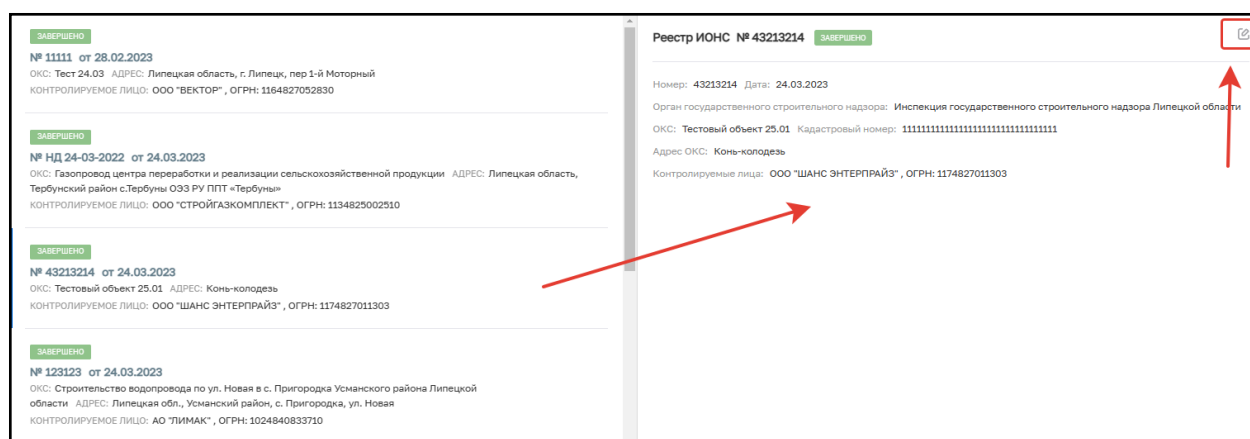 ЗАВЕРШЕНО
№ 11111 от 28.02.2023
ОКС: Тест 24.03 АДРЕС: Липецкая область, г. Липецк, пер 1-й Моторный
КОНТРОЛИРУЕМОЕ ЛИЦО: ООО "ВЕКТОР" , ОГРН: 1164827052830
ЗАВЕРШЕНО
№ НД 24-03-2022 от 24.03.2023
ОКС: Газопровод центра переработки и реализации сельскохозяйственной продукции АДРЕС: Липецкая область,
Тербунский район с.Тербуны ОЭЗ РУ ППТ «Тербуны»
КОНТРОЛИРУЕМОЕ ЛИЦО: ООО "СТРОЙГАЗКОМПЛЕКТ" , ОГРН: 1134825002510
ЗАВЕРШЕНО
№ 43213214 от 24.03.2023
ОКС: Тестовый объект 25.01 АДРЕС: Конь-колодезь
КОНТРОЛИРУЕМОЕ ЛИЦО: ООО "ШАНС ЭНТЕРПРАЙЗ" , ОГРН: 1174827011303
ЗАВЕРШЕНО
№ 123123 от 24.03.2023
ОКС: Строительство водопровода по ул. Новая в с. Пригородка Усманского района Липецкой
области АДРЕС: Липецкая обл., Усманский район, с. Пригородка, ул. Новая
КОНТРОЛИРУЕМОЕ ЛИЦО: АО "ЛИМАК" , ОГРН: 1024840833710
Реестр ИОНС № 43213214 ЗАВЕРШЕНО
Номер: 43213214 Дата: 24.03.2023
Орган государственного строительного надзора: Инспекция государственного строительного надзора Липецкой области
ОКС: Тестовый объект 25.01 Кадастровый номер: 1111111111111111111111111111111
Адрес ОКС: Конь-колодезь
Контролируемые лица: ООО "ШАНС ЭНТЕРПРАЙЗ" , ОГРН: 1174827011303